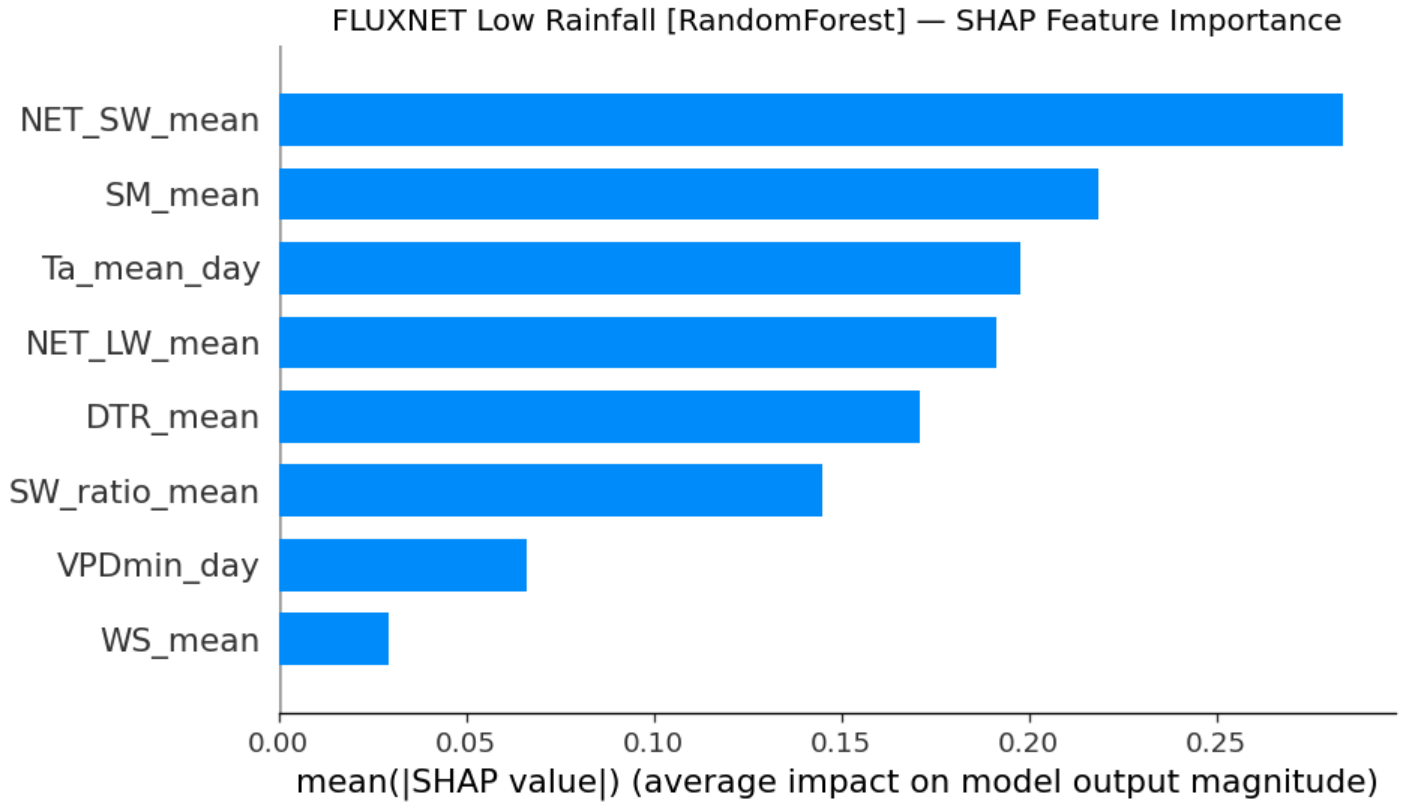 FLUXNET Low Rainfall [RandomForest] — SHAP Feature Importance
NET_SW_mean
SM_mean
Ta_mean_day
NET_LW_mean
DTR_mean
SW_ratio_mean
VPDmin_day
WS_mean
0.00 0.05 0.10 0.15 0.20 0.25
mean(|SHAP value|) (average impact on model output magnitude)